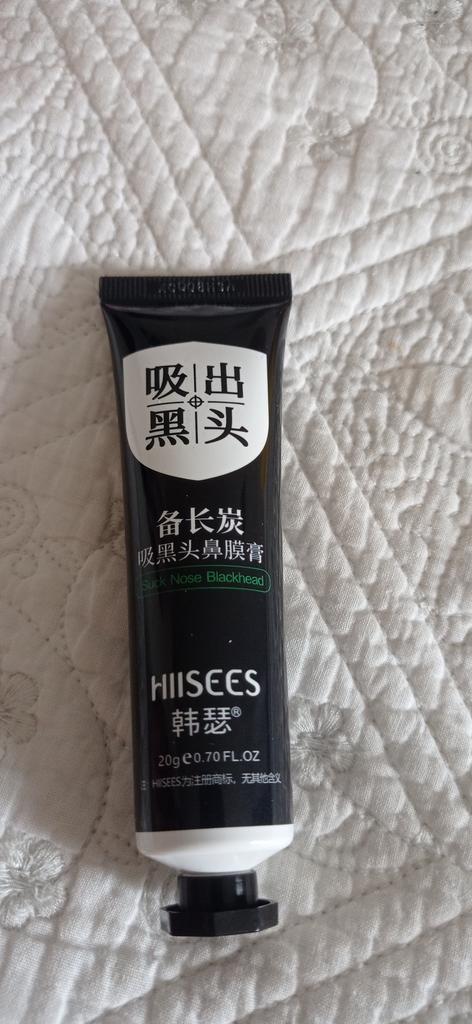 吸出
黑头
备长炭
吸黑头鼻膜膏
Suck Nose Blackhead
HIISEES
韩瑟®
20g℮0.70 FL.OZ
注：HIISEES为注册商标，无其他含义